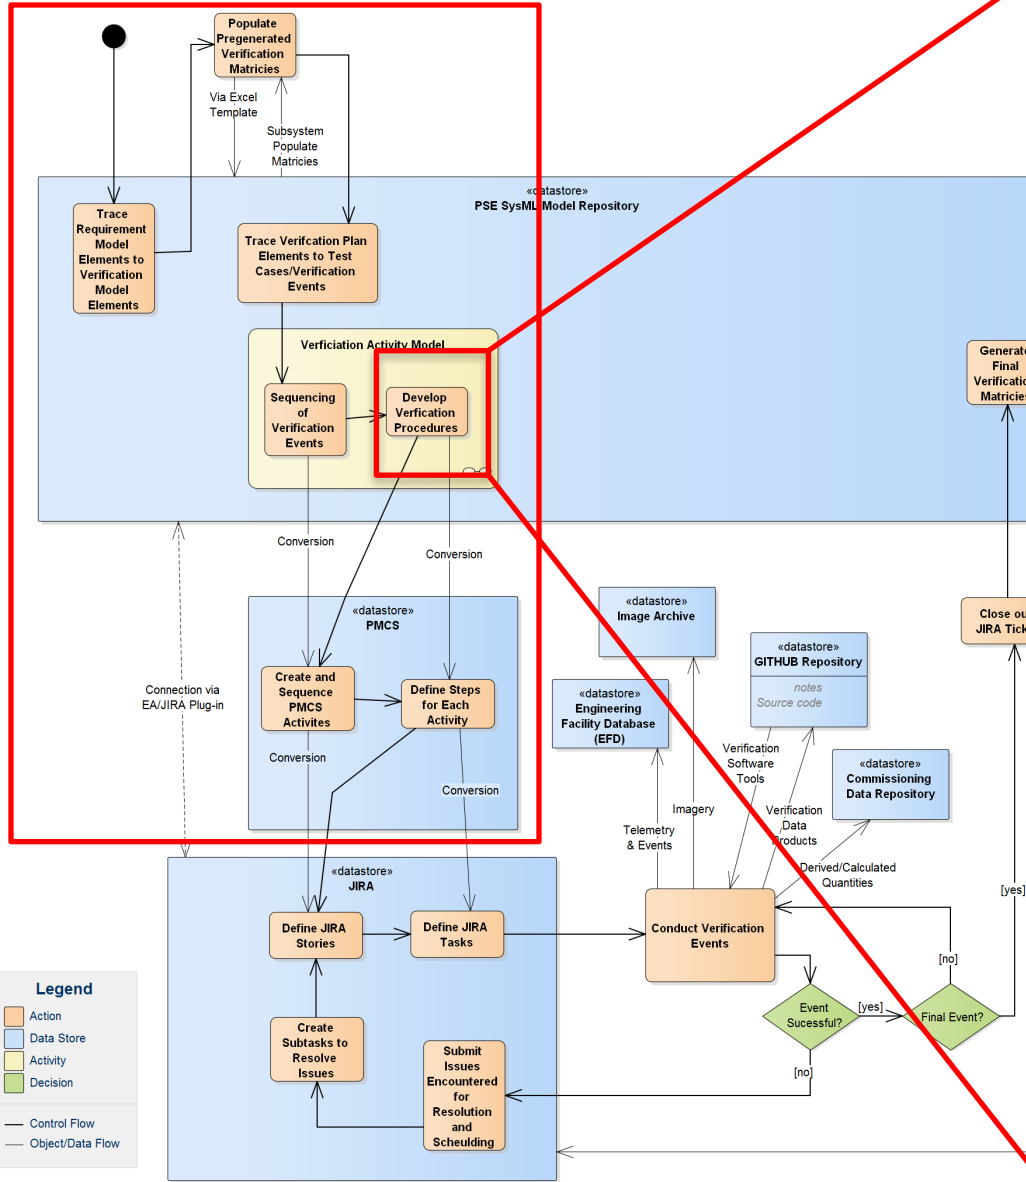 Populate
Pregenerated
Verification
Matricies
Via Excel
Template
Subsystem
Populate
Matricies
«datastore»
PSE SysML Model Repository
Trace
Requirement
Model
Elements to
Verification
Model
Elements
Trace Verifcation Plan
Elements to Test
Cases/Verification
Events
Verficiation Activity Model
Sequencing
of
Verification
Events
Develop
Verfication
Procedures
Generate
Final
Verificatio
Matricies
Conversion
Conversion
«datastore»
PMCS
Create and
Sequence
PMCS
Activites
Define Steps
for Each
Activity
Connection via
EA/JIRA Plug-in
Conversion
Conversion
«datastore»
Image Archive
«datastore»
GITHUB Repository
notes
Source code
«datastore»
Engineering
Facility Database
(EFD)
«datastore»
Commissioning
Data Repository
Close ou
JIRA Tick
Verification
Software
Tools
Imagery
Verification
Data
Products
Telemetry
& Events
Derived/Calculated
Quantities
[yes]
«datastore»
JIRA
Define JIRA
Stories
Define JIRA
Tasks
Conduct Verification
Events
[no]
Event
Sucessful?
[yes]
Final Event?
[no]
Create
Subtasks to
Resolve
Issues
Submit
Issues
Encountered
for
Resolution
and
Scheulding
Legend
Action
Data Store
Activity
Decision
Control Flow
Object/Data Flow